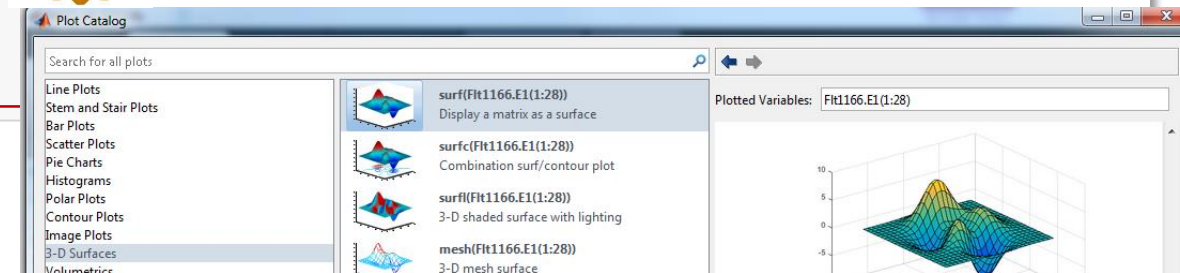 Plot Catalog
Search for all plots
Line Plots
Stem and Stair Plots
Bar Plots
Scatter Plots
Pie Charts
Histograms
Polar Plots
Contour Plots
Image Plots
3-D Surfaces
Volumetrics
surf(Flt1166.E1(1:28))
Display a matrix as a surface
surfc(Flt1166.E1(1:28))
Combination surf/contour plot
surfl(Flt1166.E1(1:28))
3-D shaded surface with lighting
mesh(Flt1166.E1(1:28))
3-D mesh surface
Plotted Variables: Flt1166.E1(1:28)
10
5
0
-5